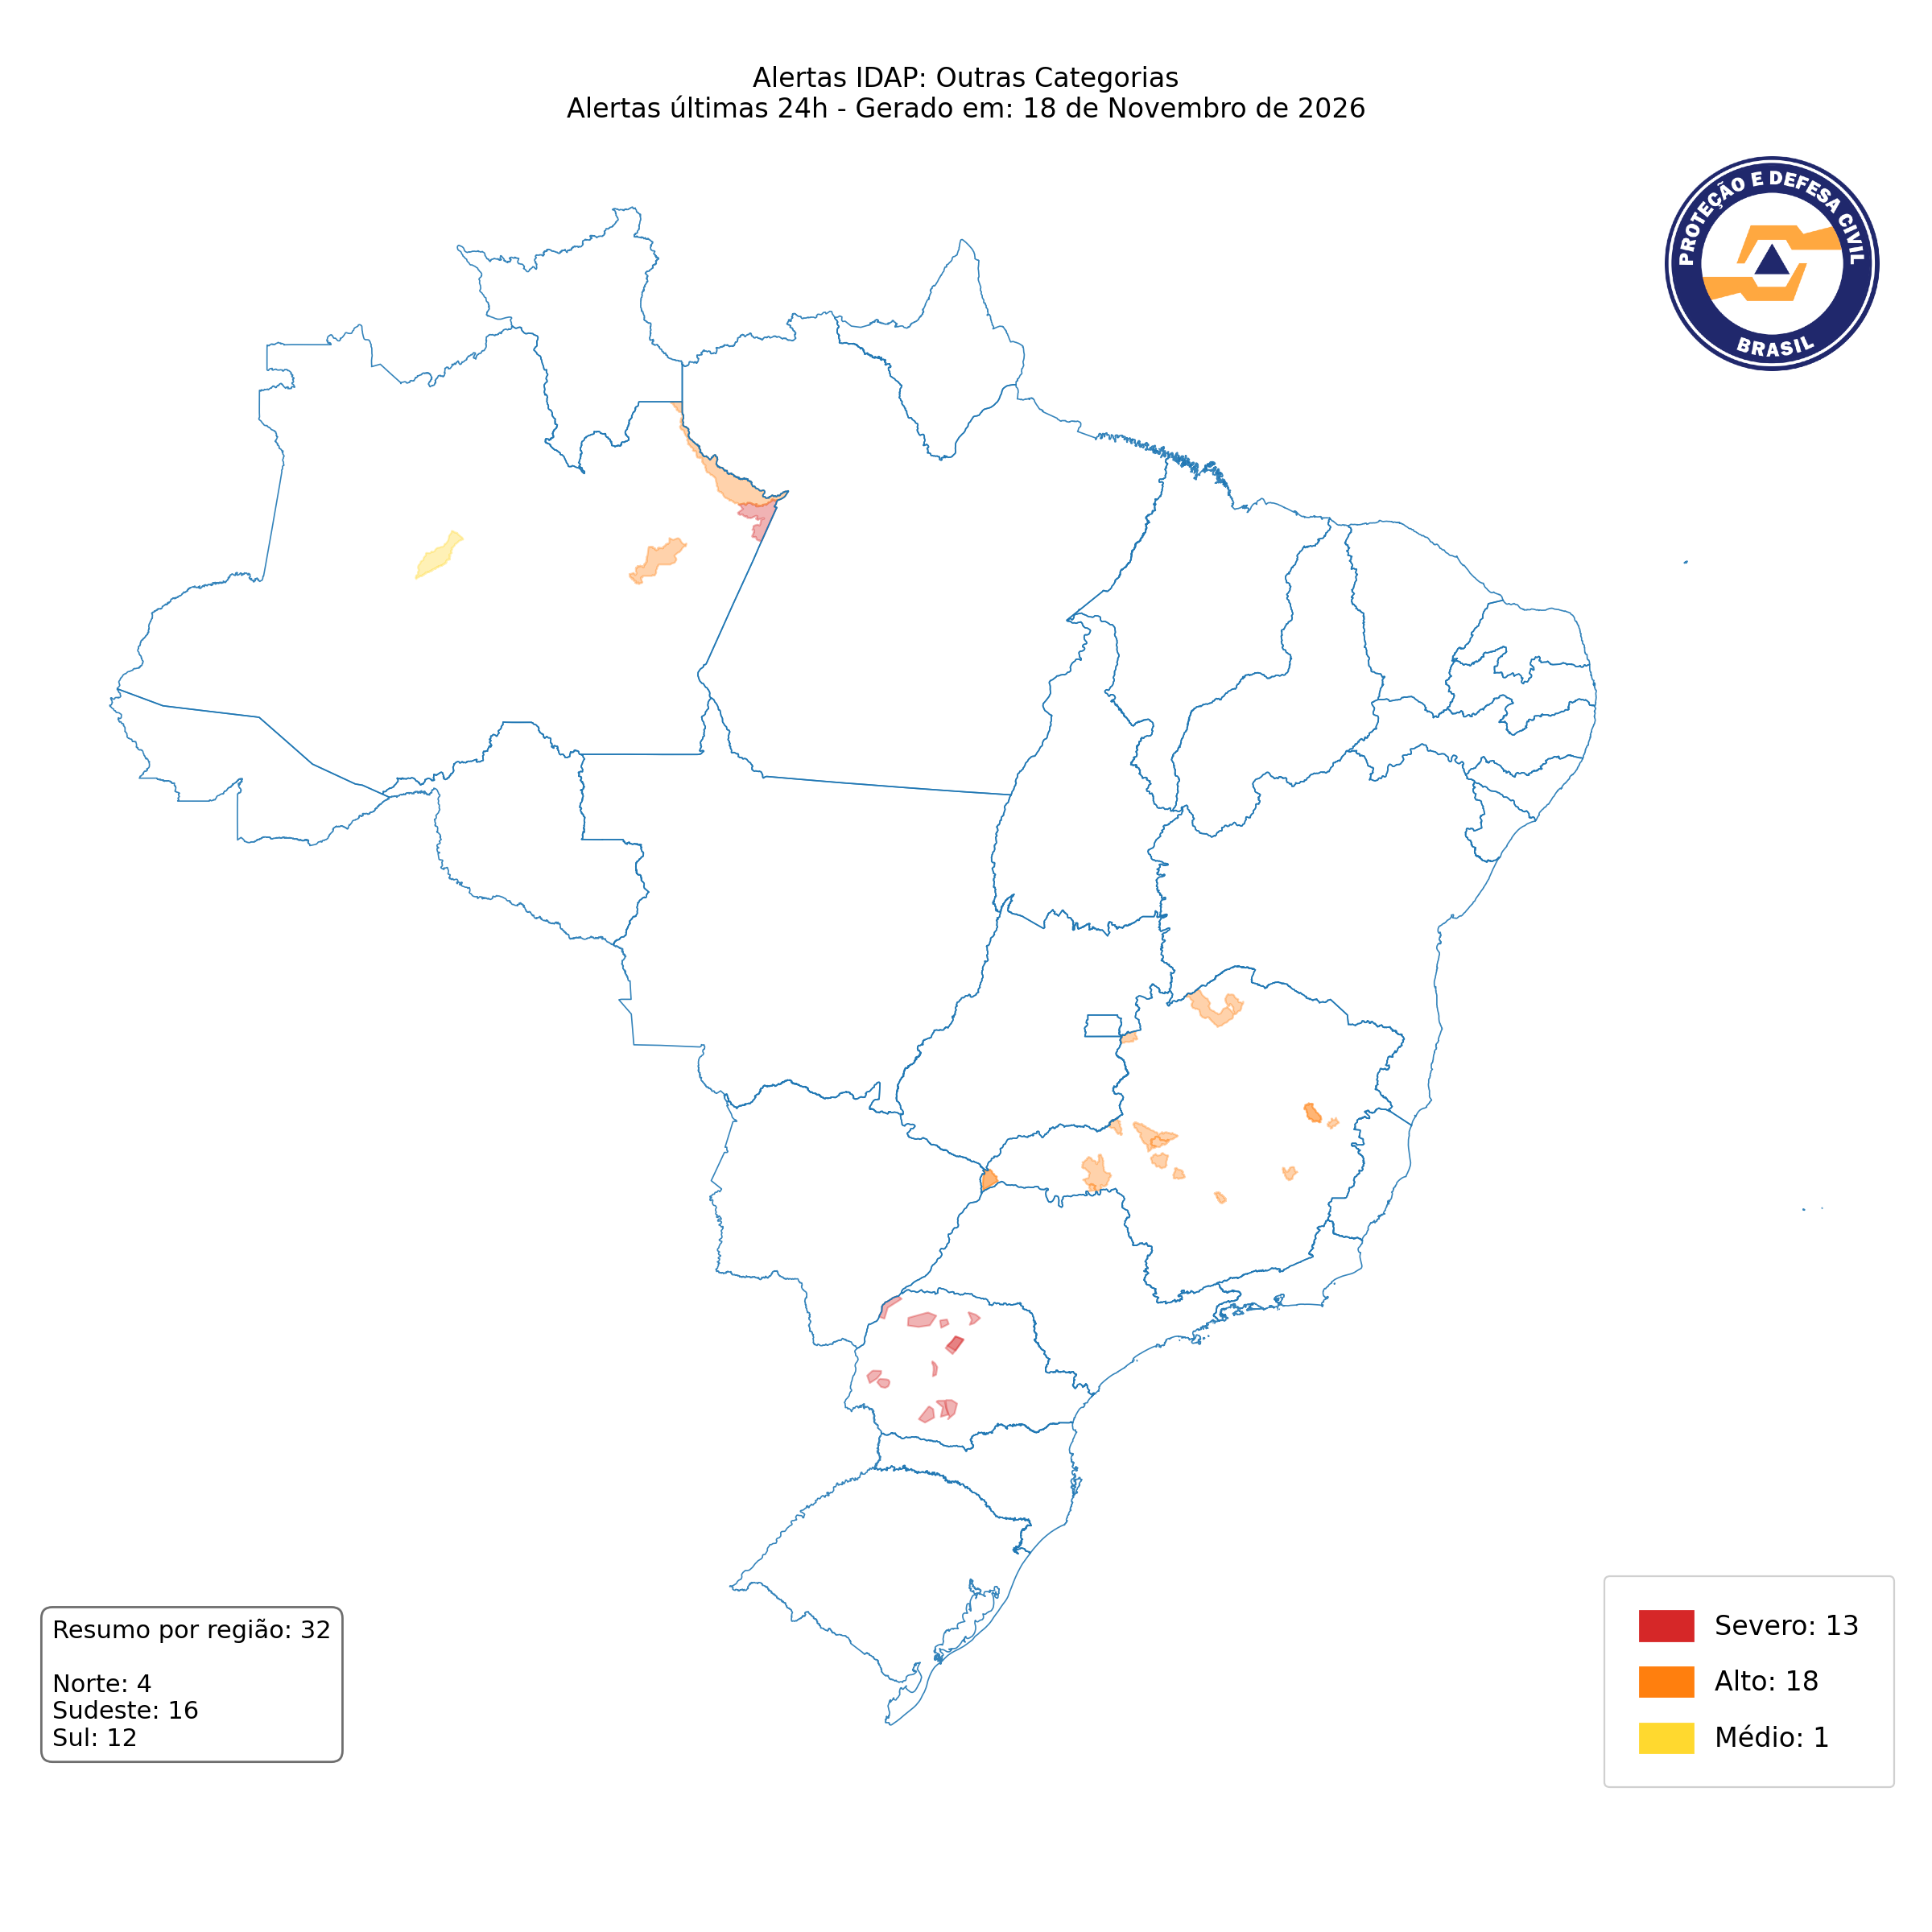 Alertas IDAP: Outras Categorias
Alertas últimas 24h - Gerado em: 18 de Novembro de 2026
PROTEÇÃO E DEFESA CIVIL
BRASIL
Resumo por região: 32
Norte: 4
Sudeste: 16
Sul: 12
Severo: 13
Alto: 18
Médio: 1